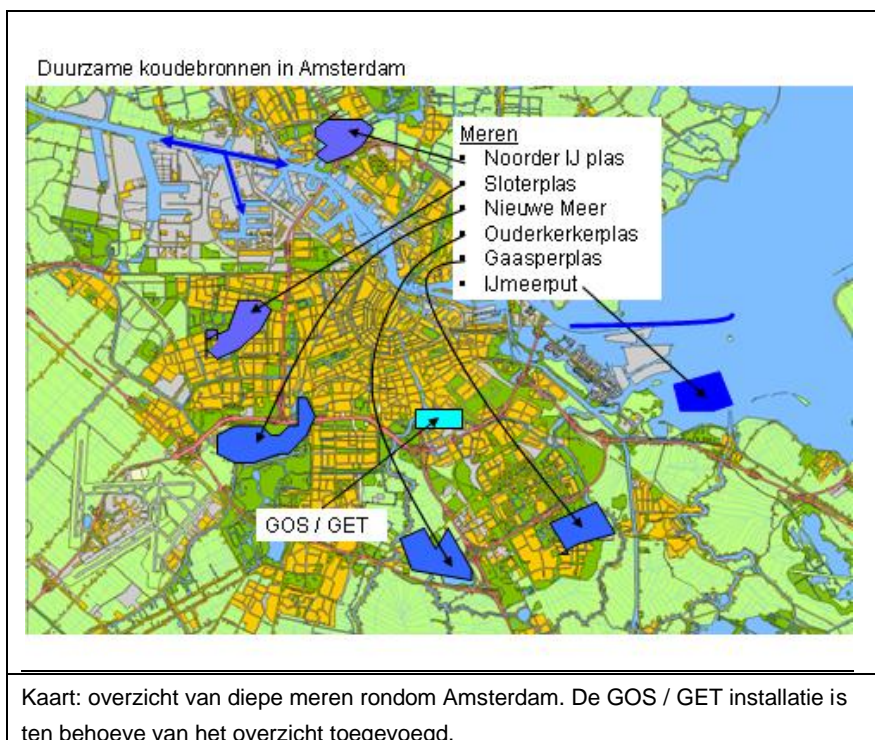 Duurzame koudebronnen in Amsterdam
Meren
▪ Noorder IJ plas
▪ Sloterplas
▪ Nieuwe Meer
▪ Ouderkerkerplas
▪ Gaasperplas
▪ IJmeerput
GOS / GET
Kaart: overzicht van diepe meren rondom Amsterdam. De GOS / GET installatie is
ten behoeve van het overzicht toegevoegd.